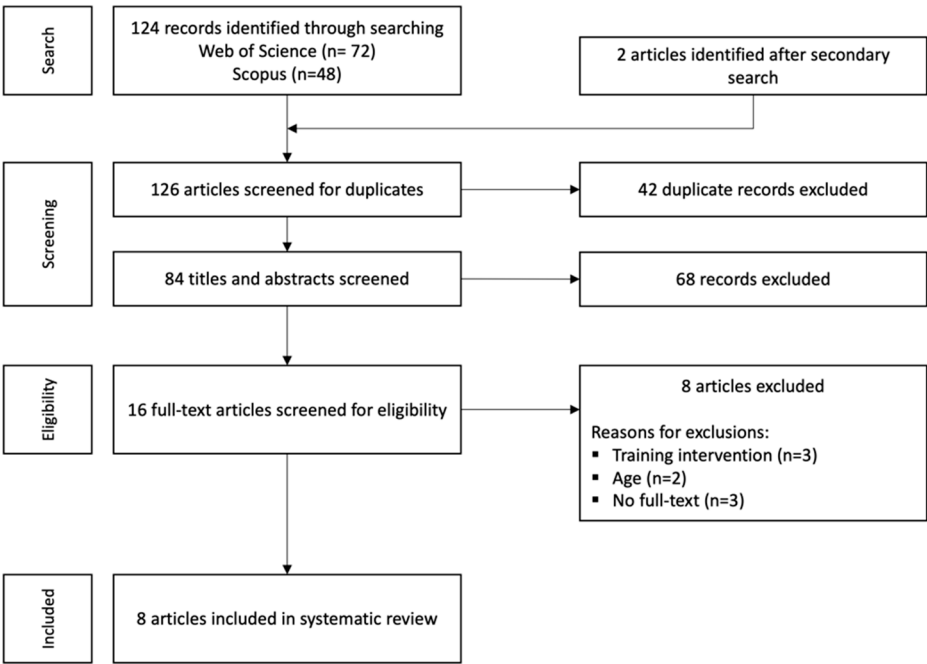 Search
124 records identified through searching
Web of Science (n= 72)
Scopus (n=48)
2 articles identified after secondary
search
Screening
126 articles screened for duplicates
42 duplicate records excluded
84 titles and abstracts screened
68 records excluded
Eligibility
16 full-text articles screened for eligibility
8 articles excluded
Reasons for exclusions:
▪ Training intervention (n=3)
▪ Age (n=2)
▪ No full-text (n=3)
Included
8 articles included in systematic review